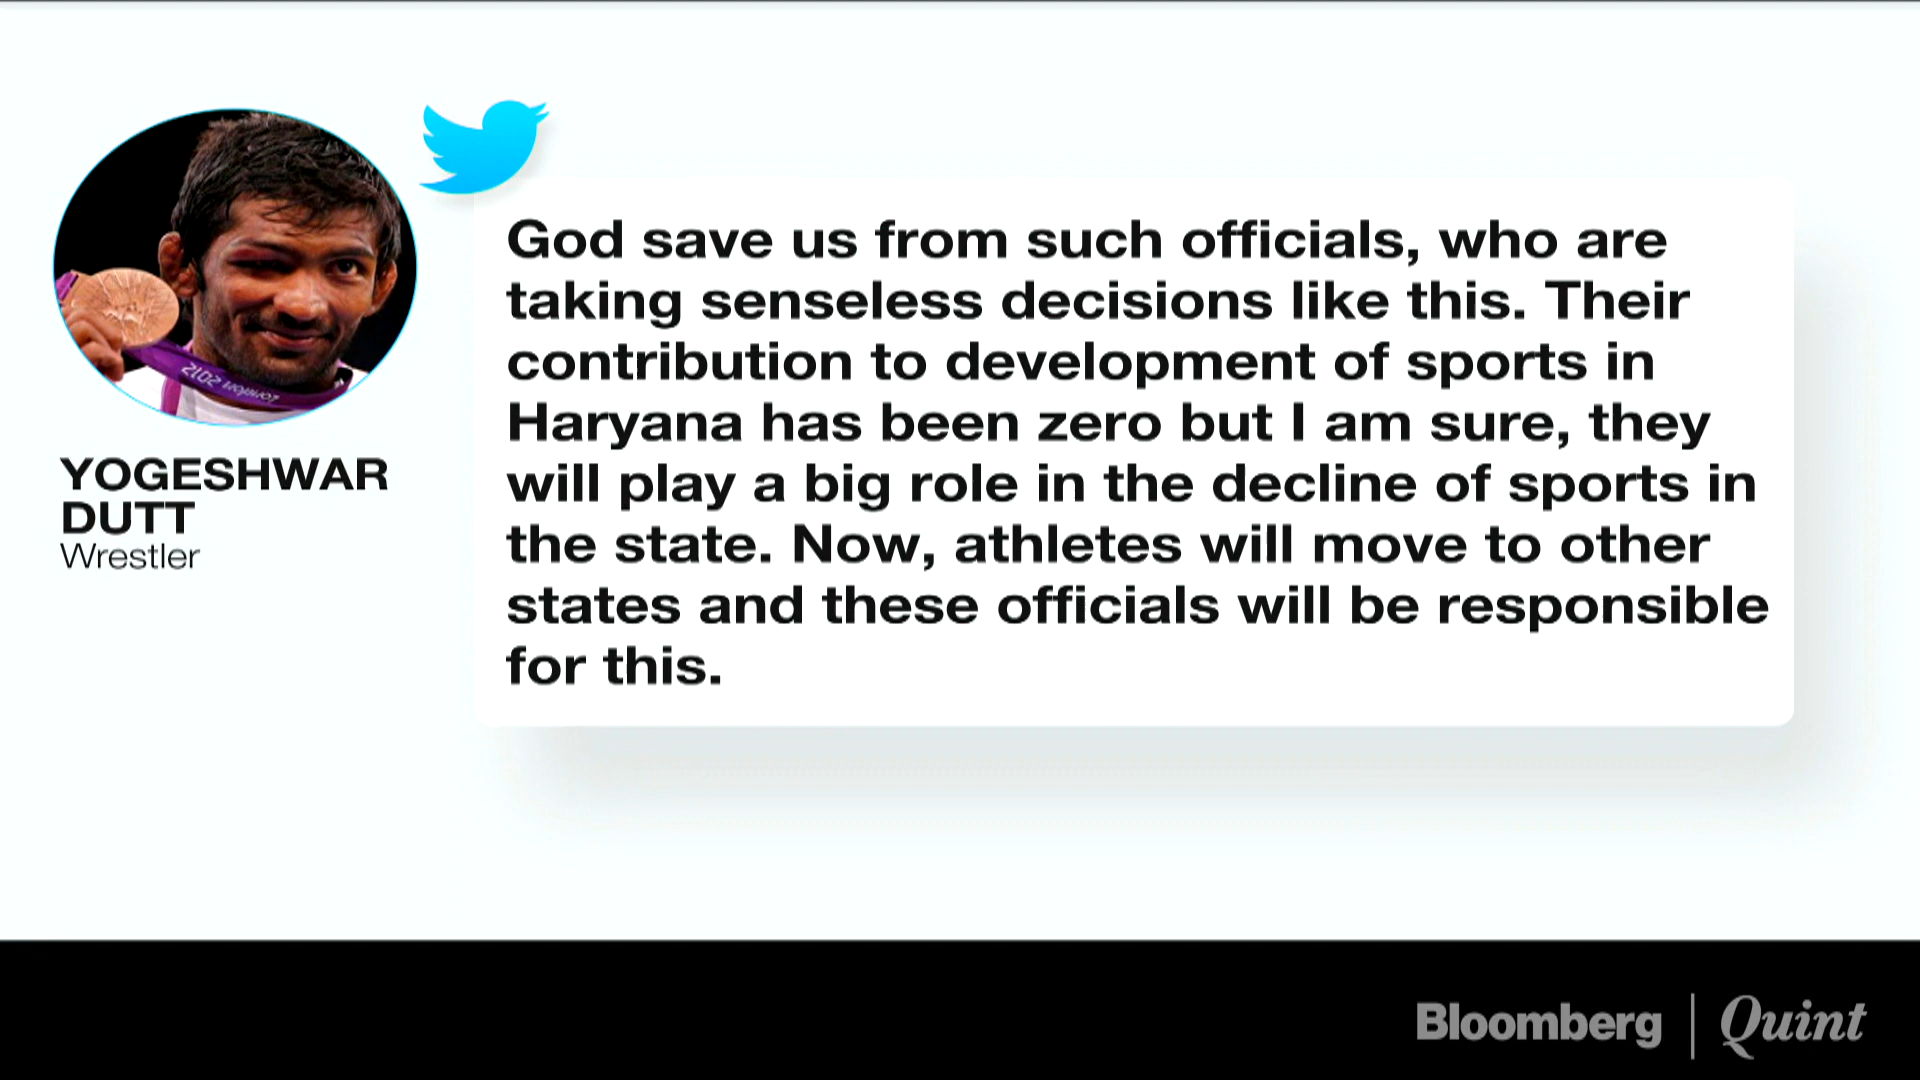 God save us from such officials, who are
taking senseless decisions like this. Their
contribution to development of sports in
Haryana has been zero but I am sure, they
will play a big role in the decline of sports in
the state. Now, athletes will move to other
states and these officials will be responsible
for this.
YOGESHWAR
DUTT
Wrestler
London 2012
Bloomberg | Quint